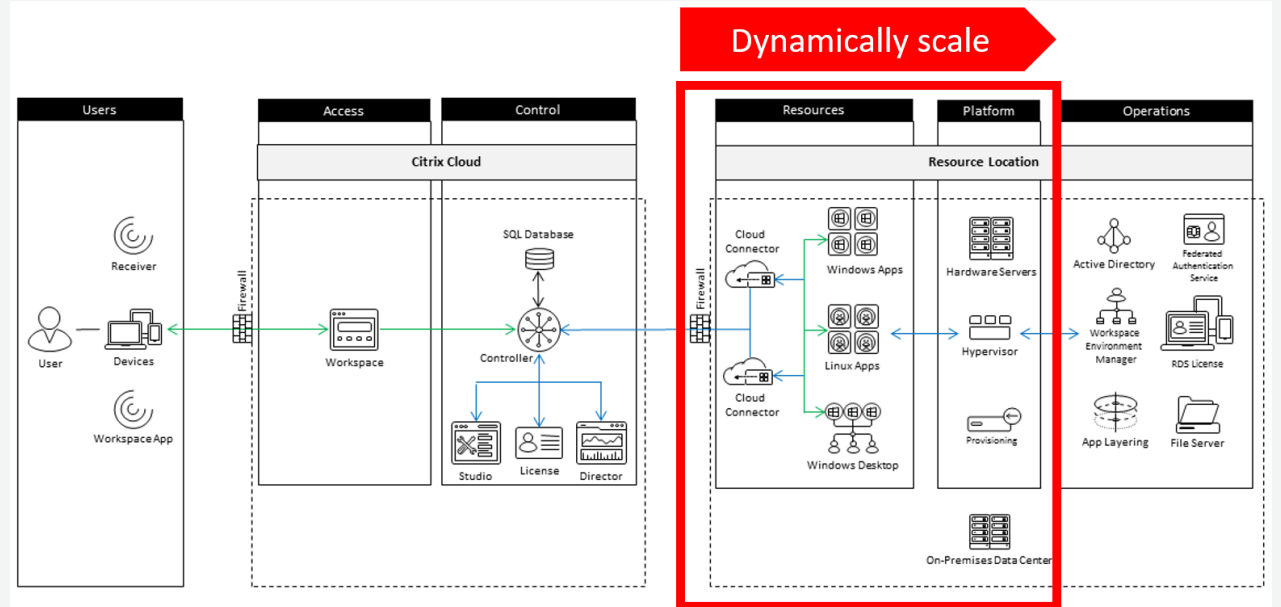 Dynamically scale
Users
Access
Control
Resources
Platform
Operations
Citrix Cloud
Resource Location
Receiver
User
Devices
Workspace App
Firewall
Workspace
SQL Database
Controller
Studio
License
Director
Firewall
Cloud
Connector
Cloud
Connector
Windows Apps
Linux Apps
Windows Desktop
Hardware Servers
Hypervisor
Provisioning
On-Premises Data Center
Active Directory
Federated
Authentication
Service
Workspace
Environment
Manager
RDS License
App Layering
File Server